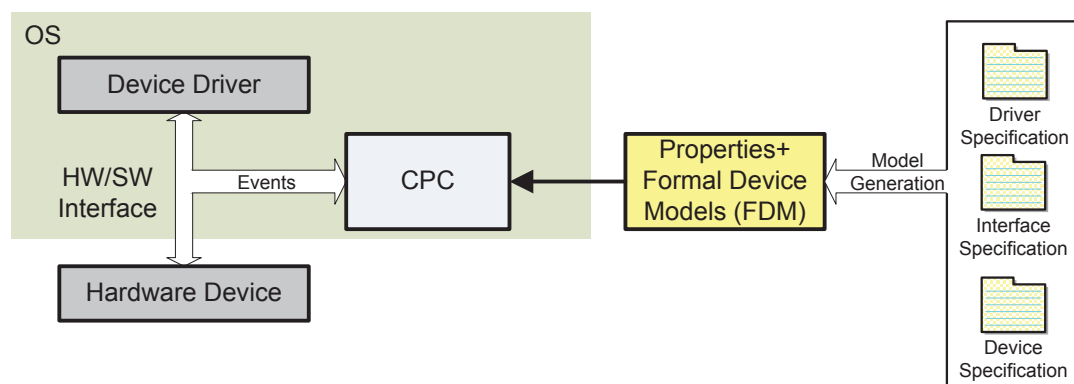 OS
Device Driver
HW/SW
Interface
Events
CPC
Hardware Device
Properties+
Formal Device
Models (FDM)
Model
Generation
Driver
Specification
Interface
Specification
Device
Specification